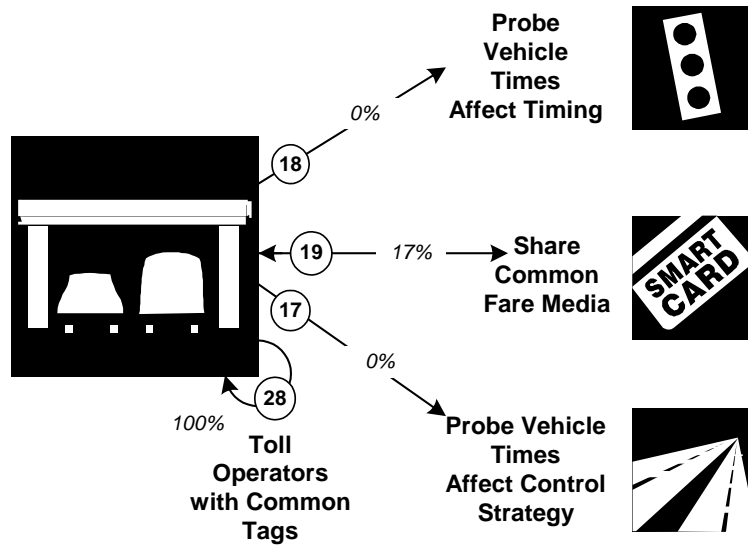 Probe
Vehicle
Times
Affect Timing
0%
18
19
17%
Share
Common
Fare Media
SMART
CARD
17
0%
28
100%
Toll
Operators
with Common
Tags
Probe Vehicle
Times
Affect Control
Strategy